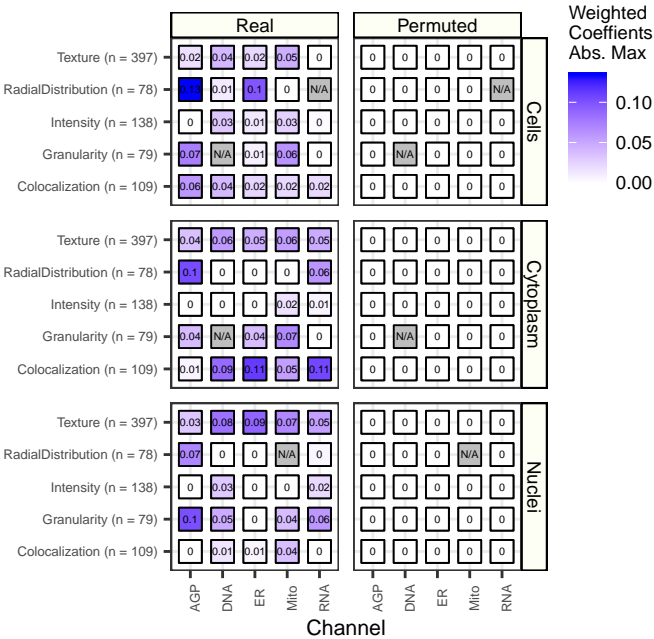 Real Permuted
Weighted
Coeffients
Abs. Max
0.10
0.05
0.00
Texture (n = 397) 0.02 0.04 0.02 0.05 0 0 0 0 0 0
RadialDistribution (n = 78) 0.13 0.01 0.1 0 N/A 0 0 0 0 N/A
Intensity (n = 138) 0 0.03 0.01 0.03 0 0 0 0 0 0
Granularity (n = 79) 0.07 N/A 0.01 0.06 0 0 N/A 0 0 0
Colocalization (n = 109) 0.06 0.04 0.02 0.02 0.02 0 0 0 0 0
Cells
Texture (n = 397) 0.04 0.06 0.05 0.06 0.05 0 0 0 0 0
RadialDistribution (n = 78) 0.1 0 0 0 0.06 0 0 0 0 0
Intensity (n = 138) 0 0 0 0.02 0.01 0 0 0 0 0
Granularity (n = 79) 0.04 N/A 0.04 0.07 0 0 N/A 0 0 0
Colocalization (n = 109) 0.01 0.09 0.11 0.05 0.11 0 0 0 0 0
Cytoplasm
Texture (n = 397) 0.03 0.08 0.09 0.07 0.05 0 0 0 0 0
RadialDistribution (n = 78) 0.07 0 0 N/A 0 0 0 0 N/A 0
Intensity (n = 138) 0 0.03 0 0 0.02 0 0 0 0 0
Granularity (n = 79) 0.1 0.05 0 0.04 0.06 0 0 0 0 0
Colocalization (n = 109) 0 0.01 0.01 0.04 0 0 0 0 0 0
Nuclei
AGP DNA ER Mito RNA AGP DNA ER Mito RNA
Channel